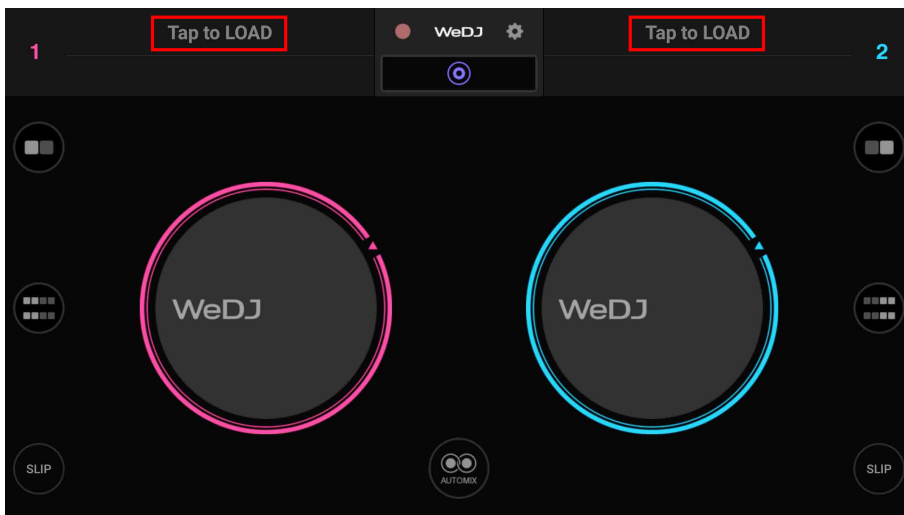 Tap to LOAD
WeDJ
Tap to LOAD
1
2
WeDJ
WeDJ
SLIP
AUTOMIX
SLIP